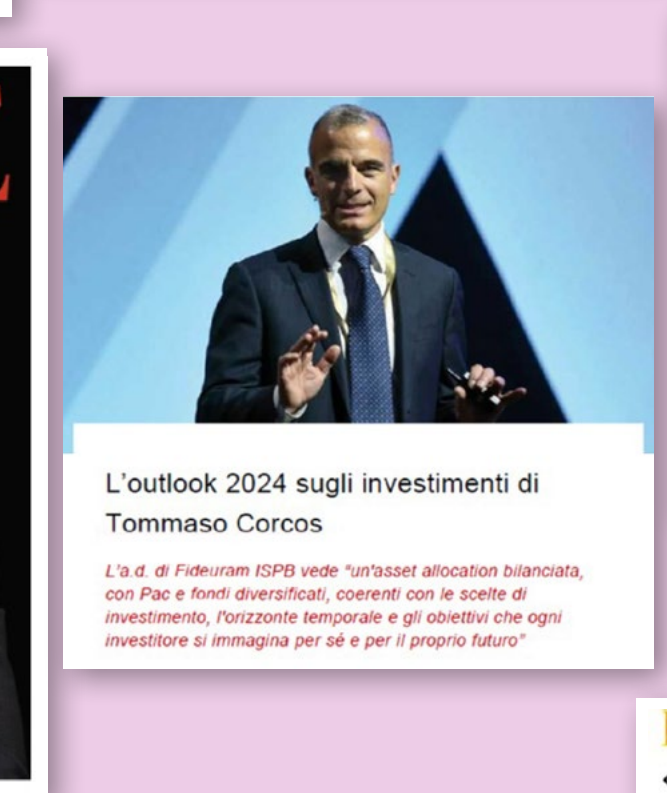 L'outlook 2024 sugli investimenti di
Tommaso Corcos
L'a.d. di Fideuram ISPB vede "un'asset allocation bilanciata,
con Pac e fondi diversificati, coerenti con le scelte di
investimento, l'orizzonte temporale e gli obiettivi che ogni
investitore si immagina per sé e per il proprio futuro"